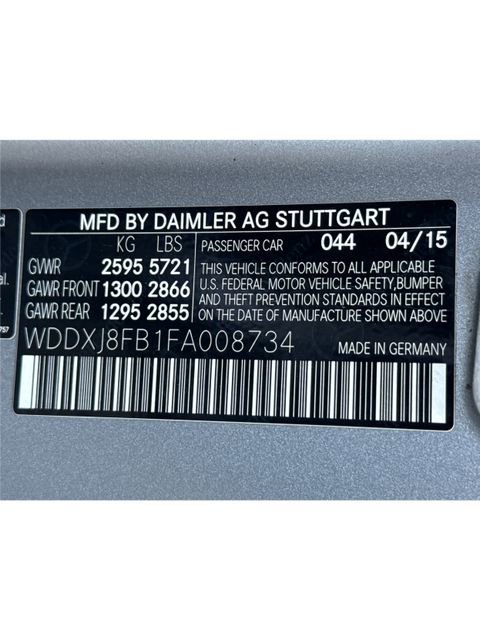 MFD BY DAIMLER AG STUTTGART
KG LBS
GVWR 2595 5721
GAWR FRONT 1300 2866
GAWR REAR 1295 2855
PASSENGER CAR 044 04/15
THIS VEHICLE CONFORMS TO ALL APPLICABLE
U.S. FEDERAL MOTOR VEHICLE SAFETY,BUMPER
AND THEFT PREVENTION STANDARDS IN EFFECT
ON THE DATE OF MANUFACTURE SHOWN ABOVE
WDDXJ8FB1FA008734
MADE IN GERMANY